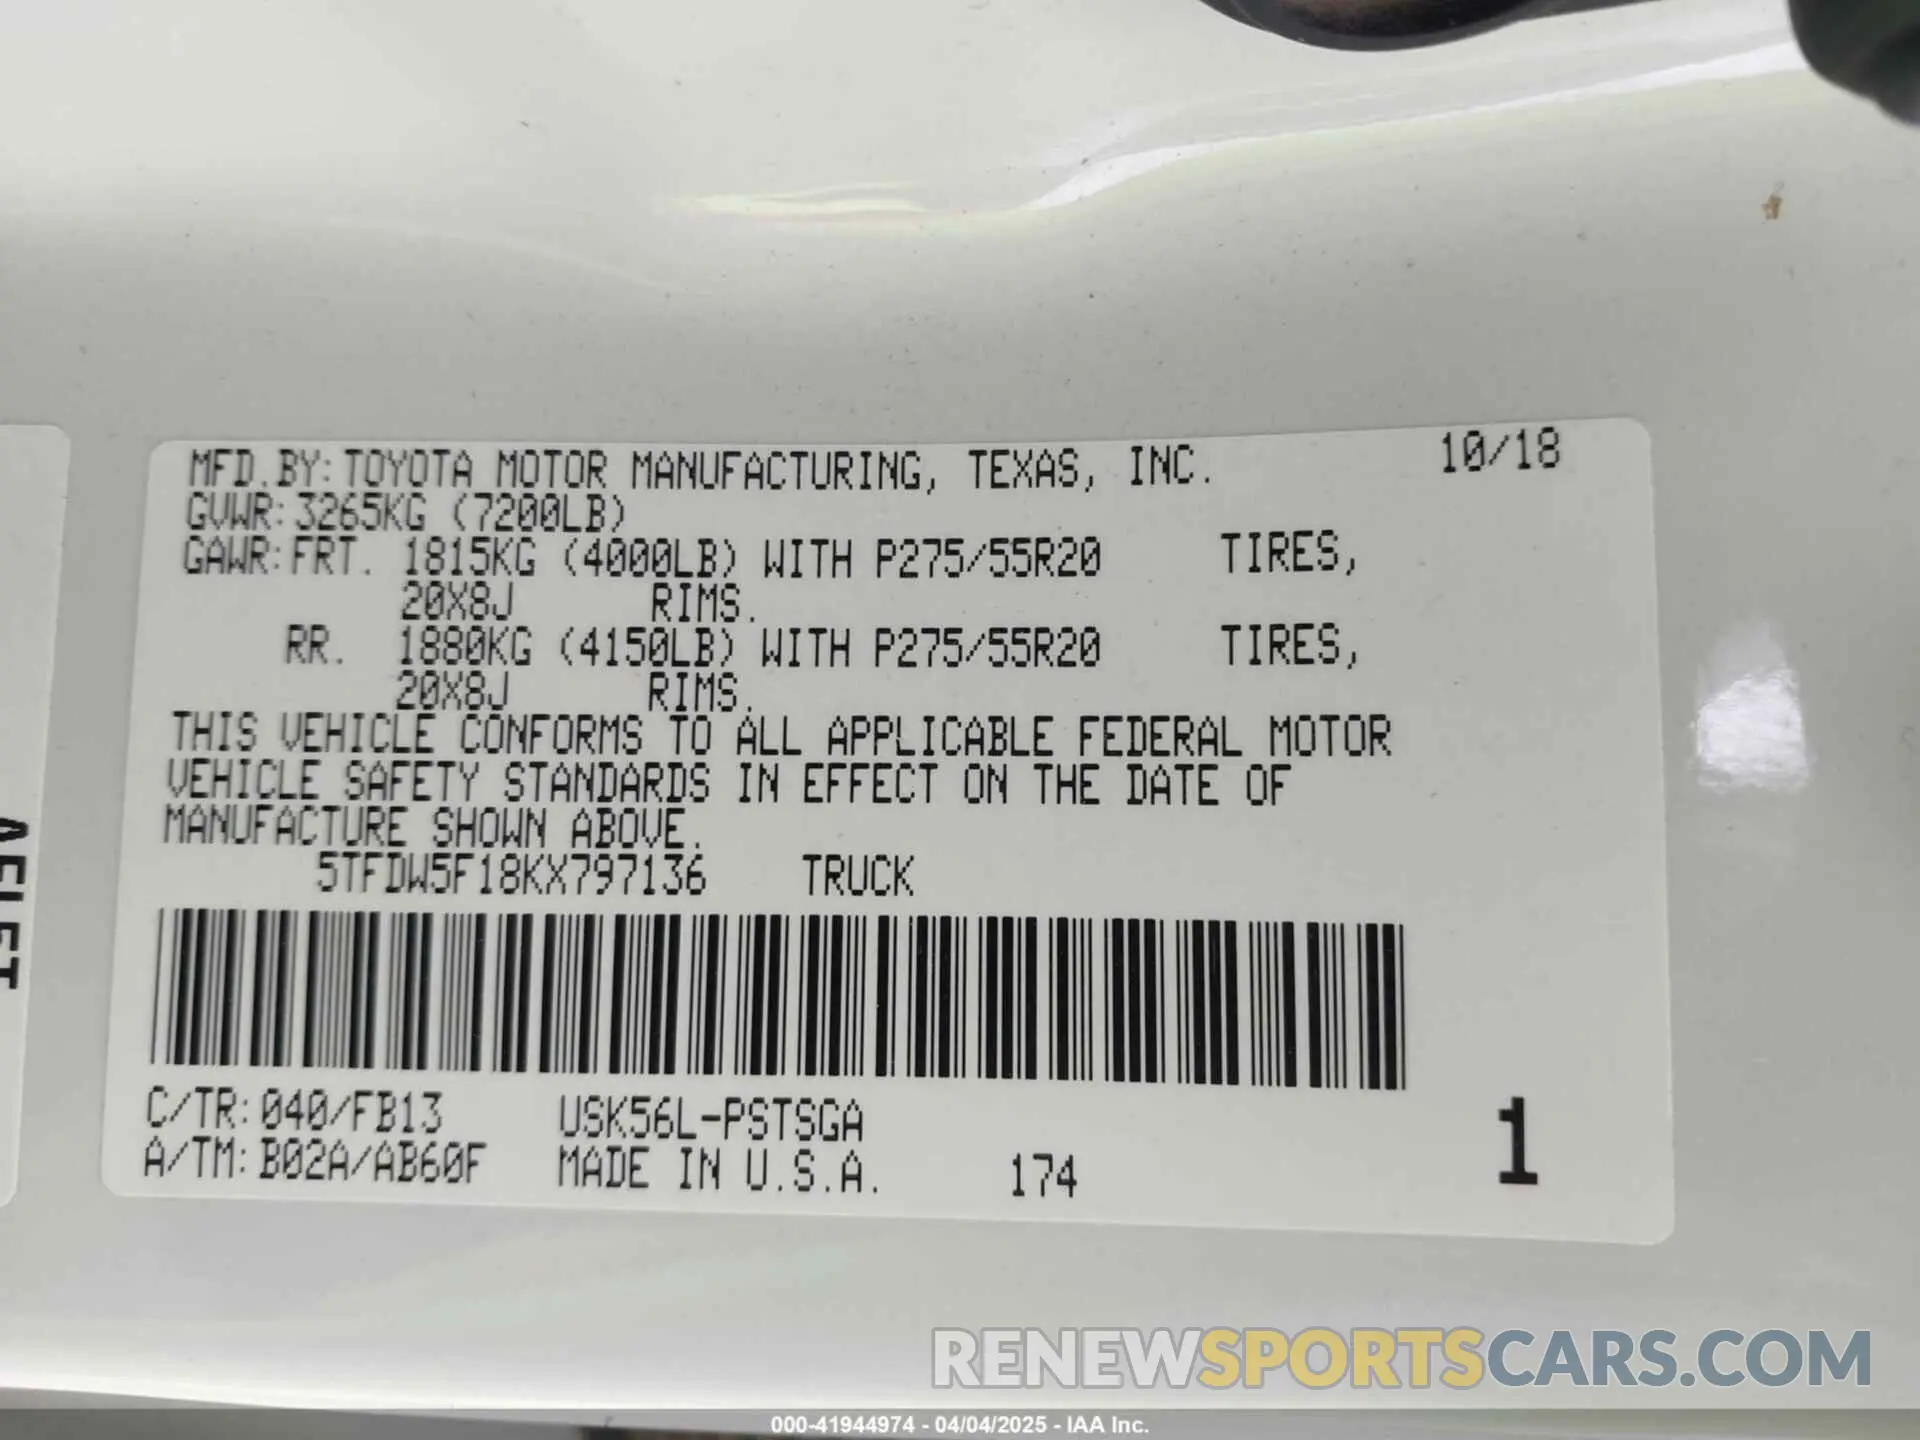 MFD.BY:TOYOTA MOTOR MANUFACTURING, TEXAS, INC. 10/18
GVWR:3265KG (7200LB)
GAWR:FRT. 1815KG (4000LB) WITH P275/55R20 TIRES,
20X8J RIMS.
RR. 1880KG (4150LB) WITH P275/55R20 TIRES,
20X8J RIMS.
THIS VEHICLE CONFORMS TO ALL APPLICABLE FEDERAL MOTOR
VEHICLE SAFETY STANDARDS IN EFFECT ON THE DATE OF
MANUFACTURE SHOWN ABOVE.
5TFDW5F18KX797136 TRUCK
C/TR:040/FB13 USK56L-PSTSGA 1
A/TM:B02A/AB60F MADE IN U.S.A. 174
RENEWSPORTSCARS.COM
000-41944974 - 04/04/2025 - IAA Inc.